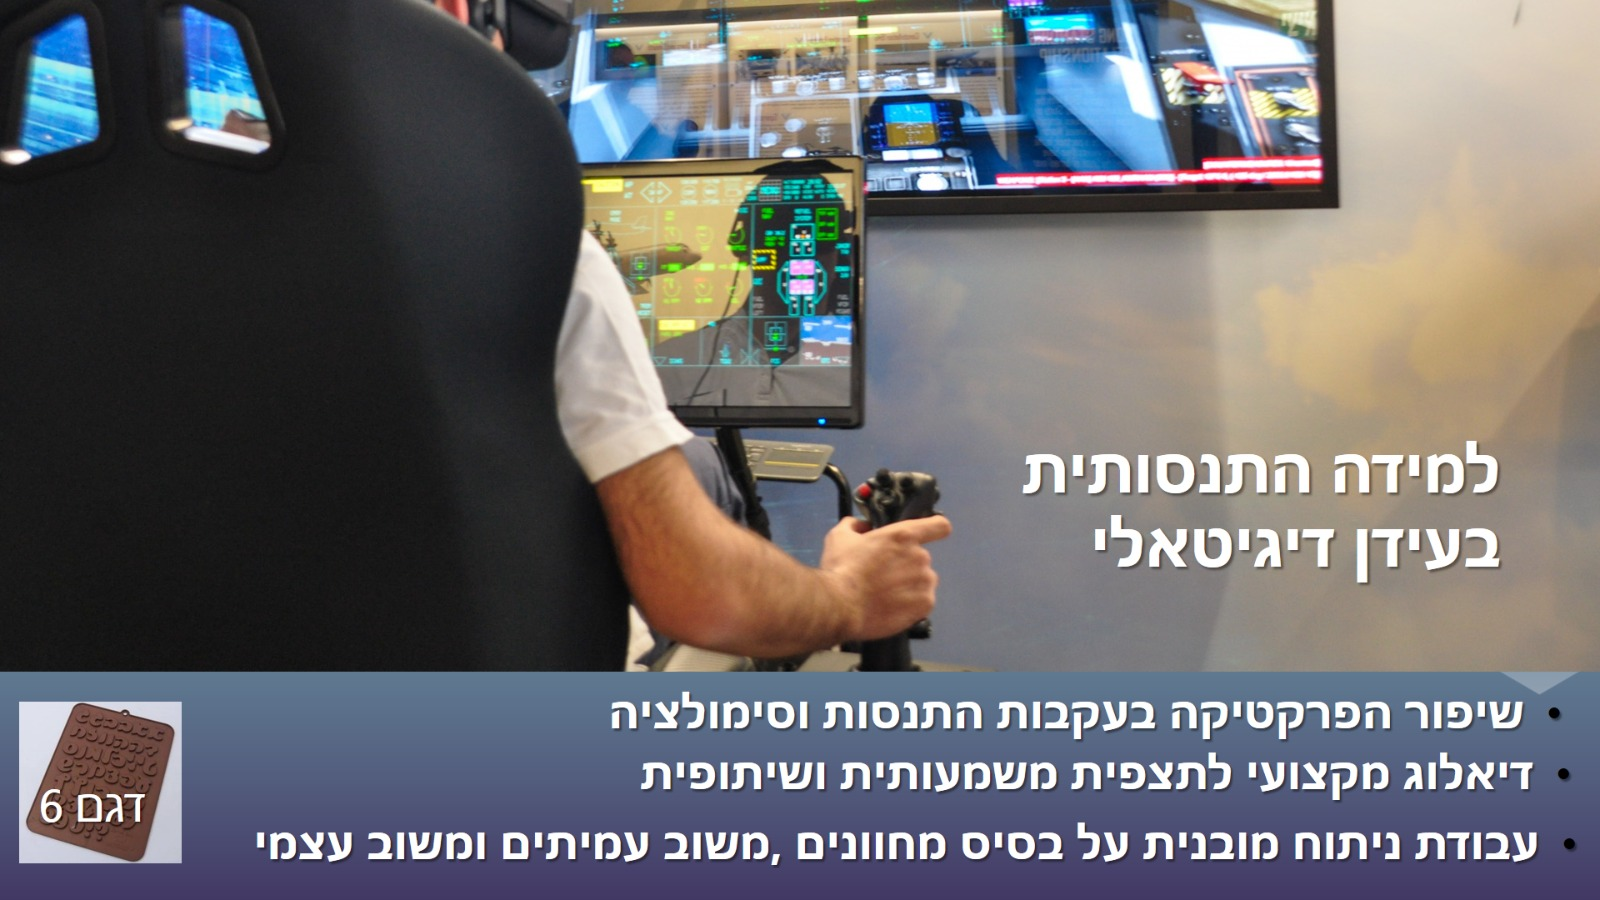 למידה התנסותית
בעידן דיגיטאלי
• שיפור הפרקטיקה בעקבות התנסות וסימולציה
• דיאלוג מקצועי לתצפית משמעותית ושיתופית
• עבודת ניתוח מובנית על בסיס מחוונים ,משוב עמיתים ומשוב עצמי
דגם 6